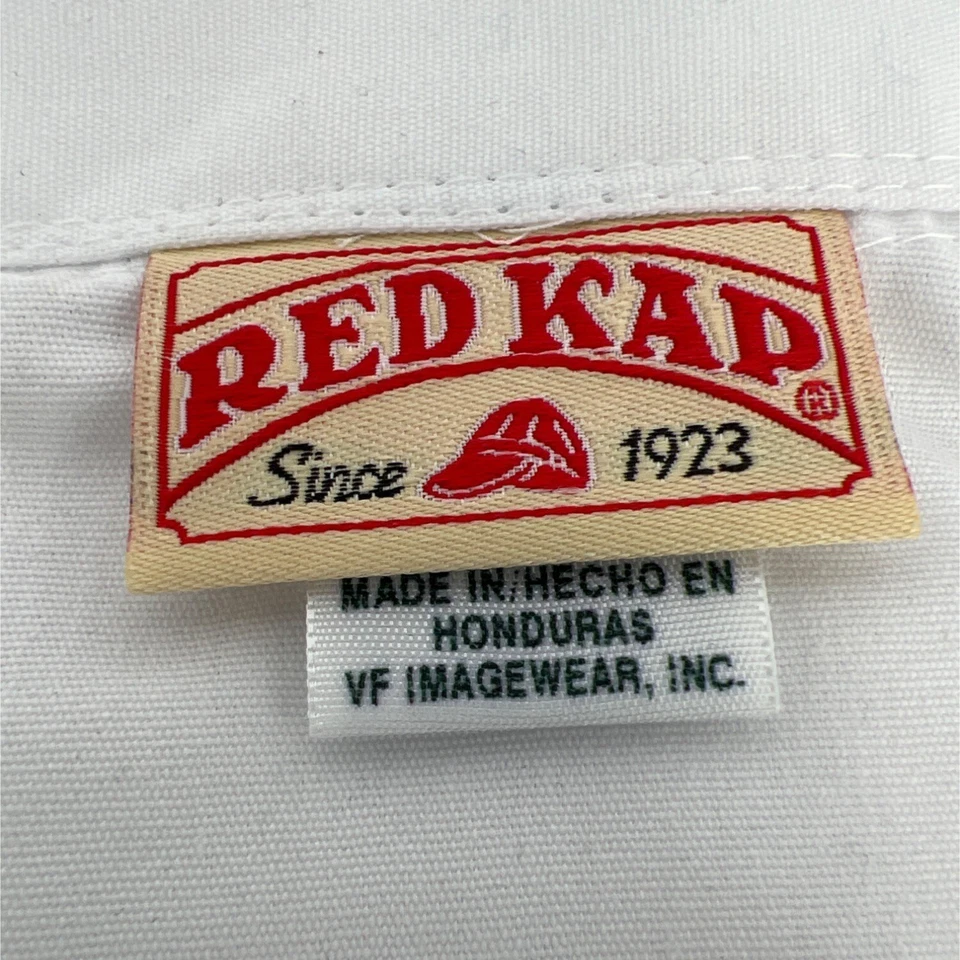 RED KAP®
Since 1923
MADE IN/HECHO EN
HONDURAS
VF IMAGEWEAR, INC.